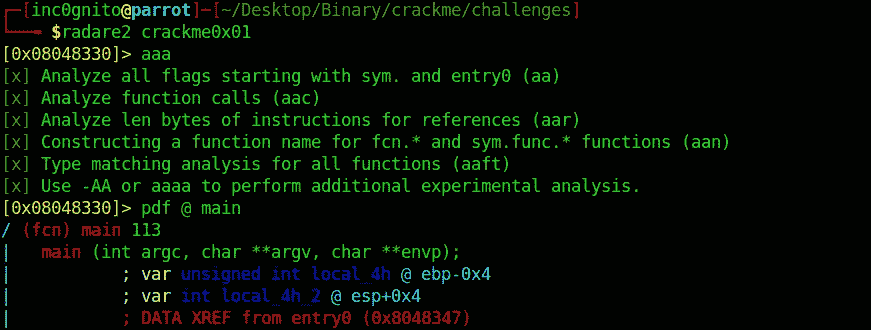 ┌─[inc0gnito@parrot]─[~/Desktop/Binary/crackme/challenges]
└──╼ $radare2 crackme0x01
[0x08048330]> aaa
[x] Analyze all flags starting with sym. and entry0 (aa)
[x] Analyze function calls (aac)
[x] Analyze len bytes of instructions for references (aar)
[x] Constructing a function name for fcn.* and sym.func.* functions (aan)
[x] Type matching analysis for all functions (aaft)
[x] Use -AA or aaaa to perform additional experimental analysis.
[0x08048330]> pdf @ main
/ (fcn) main 113
|   main (int argc, char **argv, char **envp);
|           ; var unsigned int local_4h @ ebp-0x4
|           ; var int local_4h_2 @ esp+0x4
|           ; DATA XREF from entry0 (0x8048347)